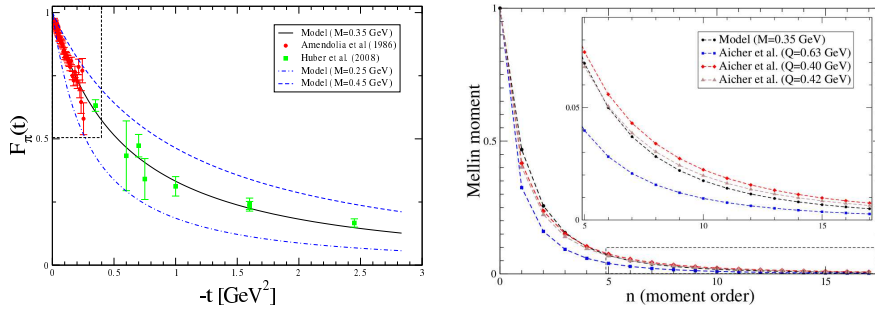 1
0.5
0
F_π(t)
0
0.5
1
1.5
2
2.5
3
-t [GeV²]
Model (M=0.35 GeV)
Amendolia et al (1986)
Huber et al. (2008)
Model (M=0.25 GeV)
Model (M=0.45 GeV)
1
0.5
0
Mellin moment
0
5
10
15
n (moment order)
0.05
0
5
10
15
Model (M=0.35 GeV)
Aicher et al. (Q=0.63 GeV)
Aicher et al. (Q=0.40 GeV)
Aicher et al. (Q=0.42 GeV)